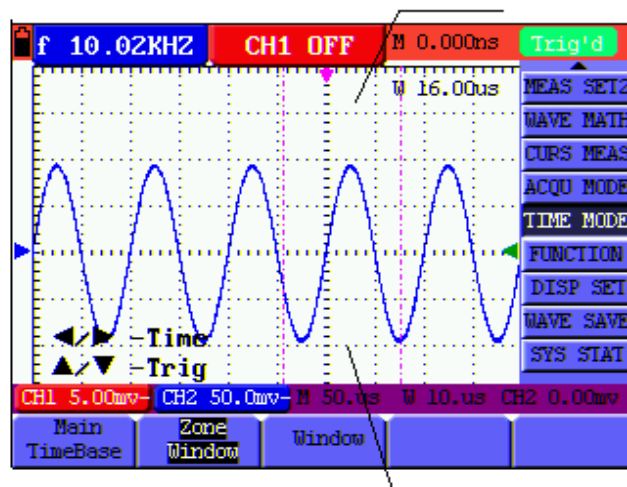 f 10.02KHZ CH1 OFF M 0.000ns Trig'd
W 16.00us
MEAS SET2
WAVE MATH
CURS MEAS
ACQU MODE
TIME MODE
FUNCTION
DISP SET
WAVE SAVE
SYS STAT
◀/▶ -Time
▲/▼ -Trig
CH1 5.00mv- CH2 50.0mv- M 50.us W 10.us CH2 0.00mv
Main TimeBase
Zone Window
Window